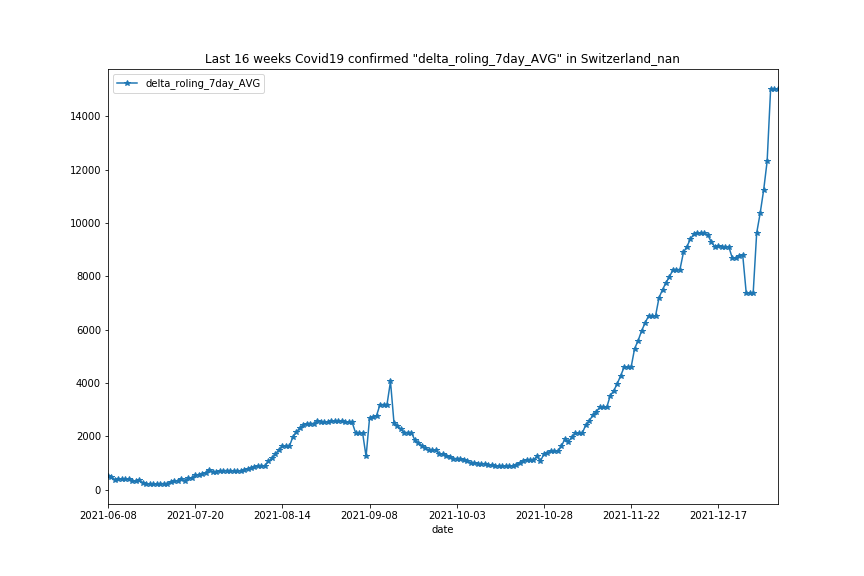 Last 16 weeks Covid19 confirmed "delta_roling_7day_AVG" in Switzerland_nan
delta_roling_7day_AVG
14000
12000
10000
8000
6000
4000
2000
0
2021-06-08 2021-07-20 2021-08-14 2021-09-08 2021-10-03 2021-10-28 2021-11-22 2021-12-17
date